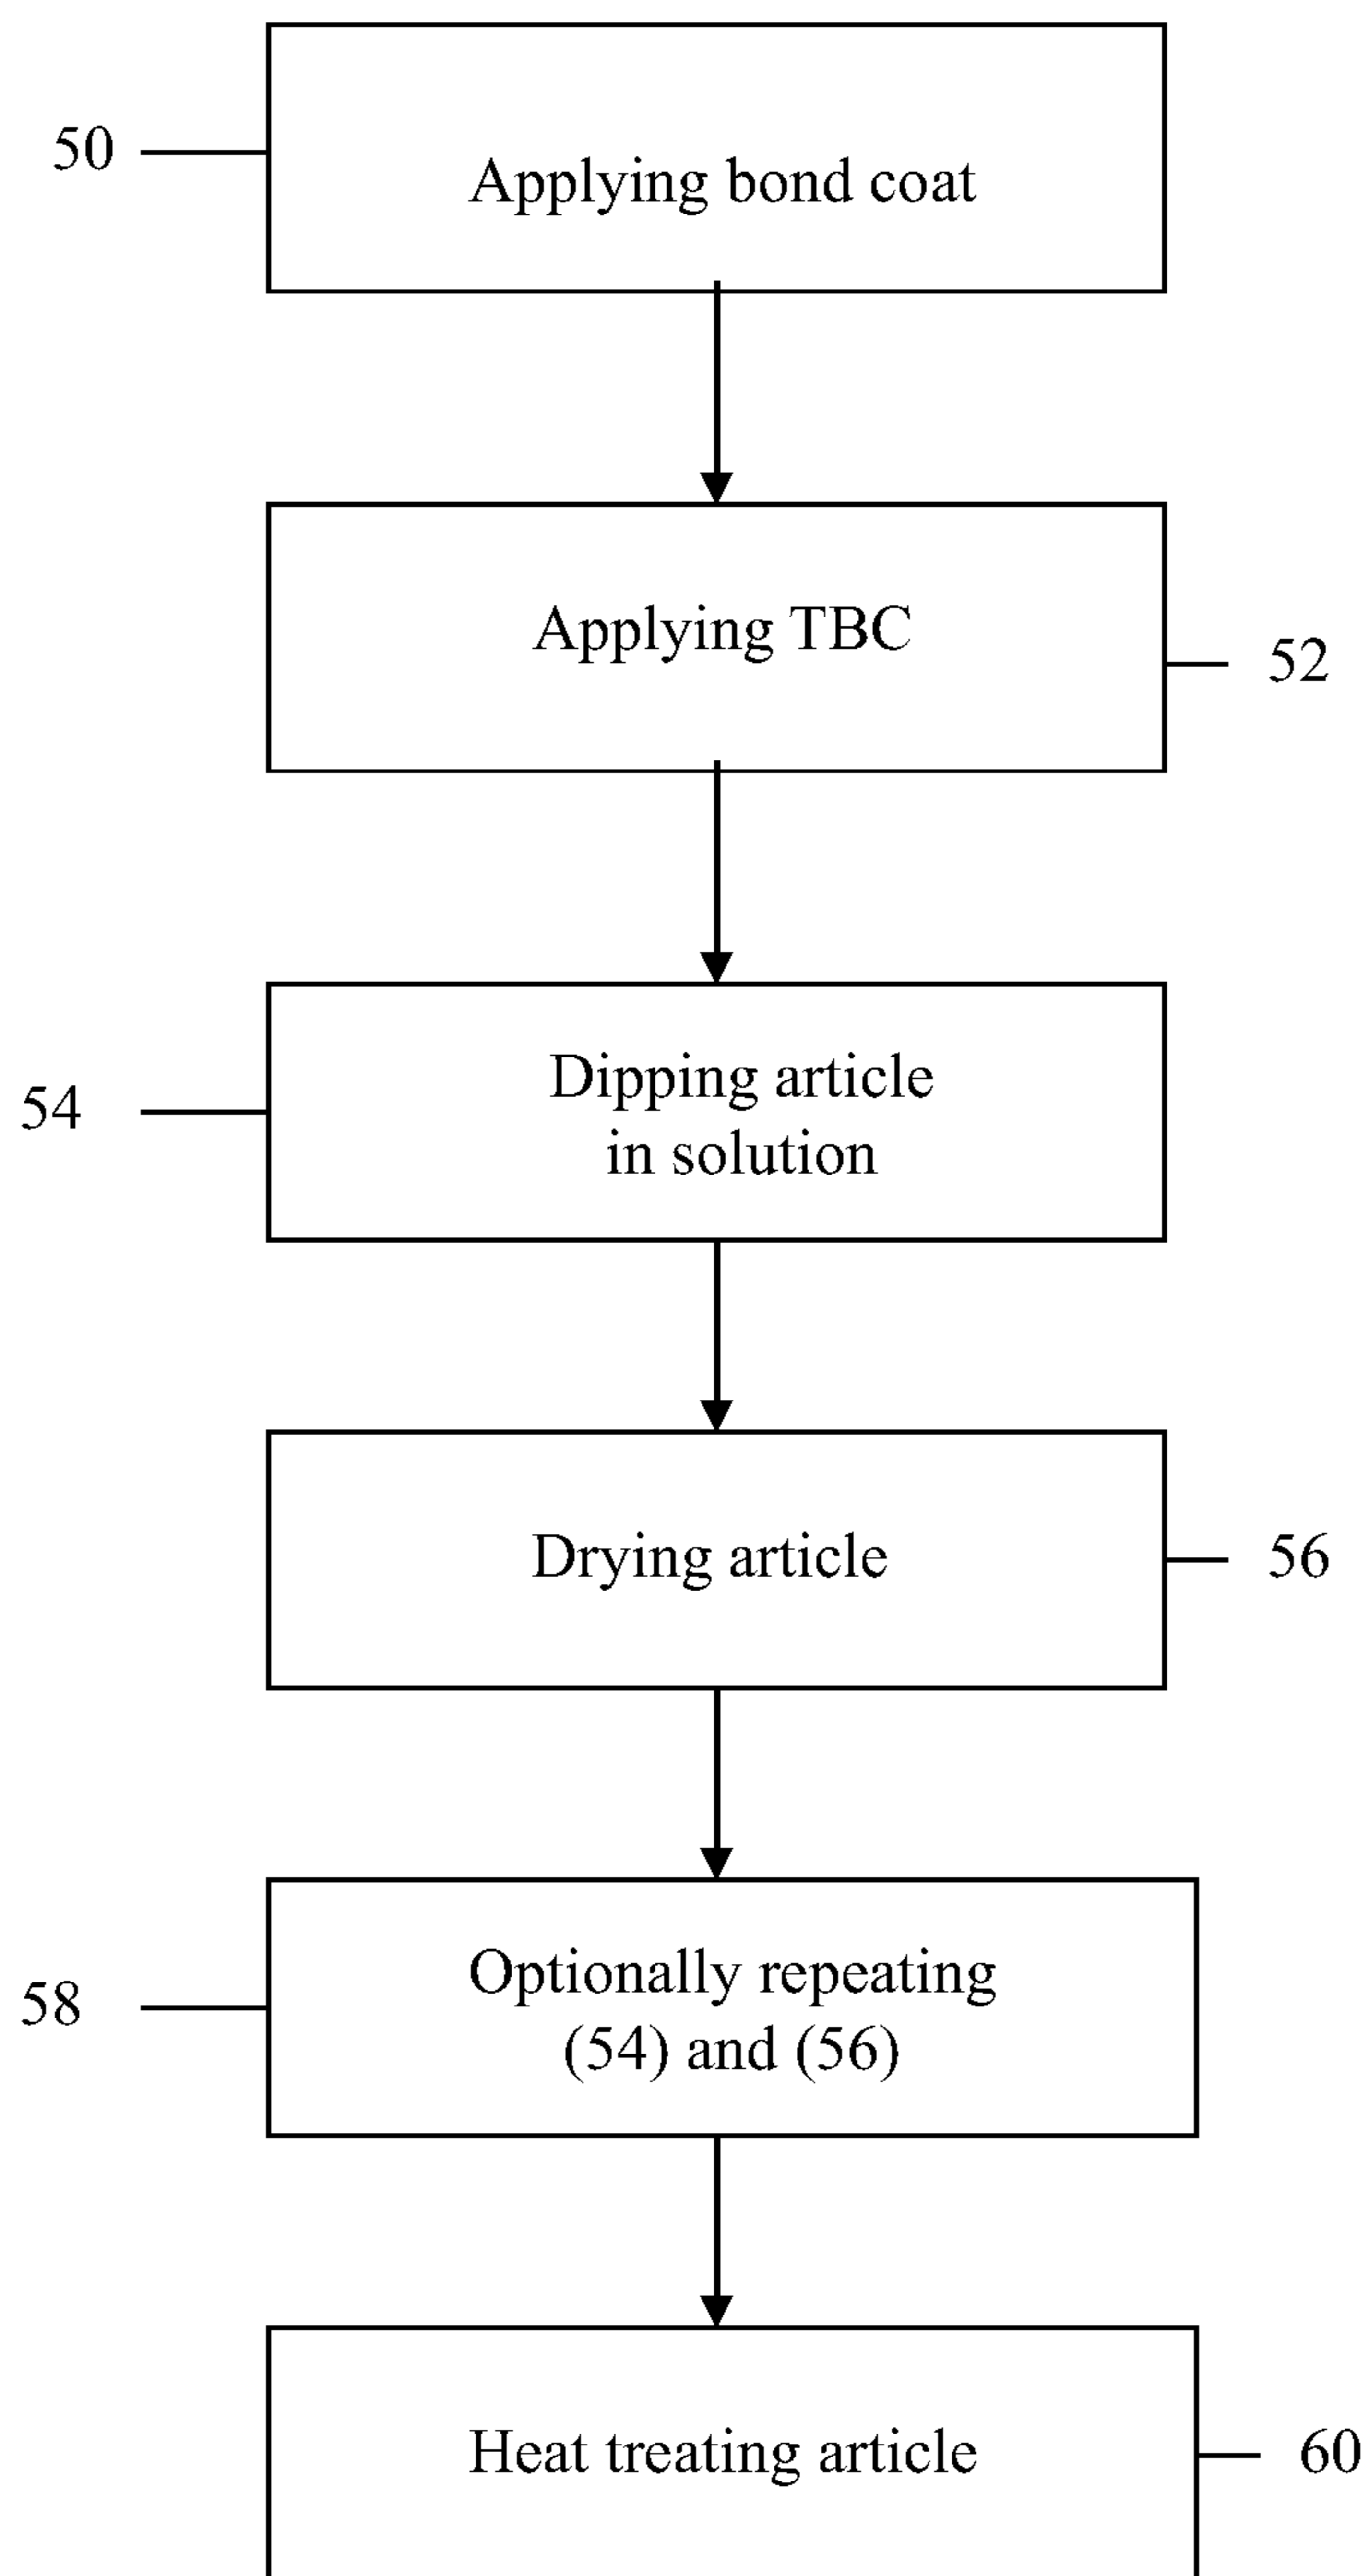 50
Applying bond coat
Applying TBC
52
54
Dipping article
in solution
Drying article
56
58
Optionally repeating
(54) and (56)
Heat treating article
60